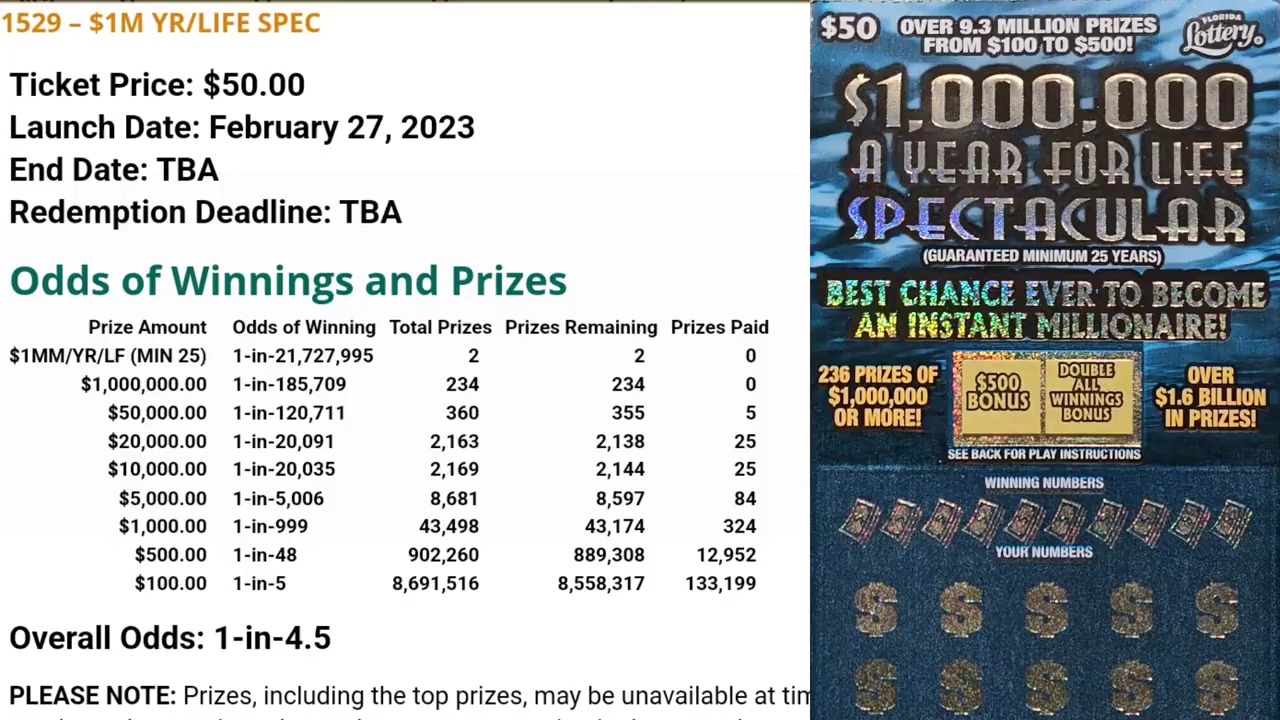 1529 – $1M YR/LIFE SPEC
Ticket Price: $50.00
Launch Date: February 27, 2023
End Date: TBA
Redemption Deadline: TBA
Odds of Winnings and Prizes
Prize Amount Odds of Winning Total Prizes Prizes Remaining Prizes Paid
$1MM/YR/LF (MIN 25) 1-in-21,727,995 2 2 0
$1,000,000.00 1-in-185,709 234 234 0
$50,000.00 1-in-120,711 360 355 5
$20,000.00 1-in-20,091 2,163 2,138 25
$10,000.00 1-in-20,035 2,169 2,144 25
$5,000.00 1-in-5,006 8,681 8,597 84
$1,000.00 1-in-999 43,498 43,174 324
$500.00 1-in-48 902,260 889,308 12,952
$100.00 1-in-5 8,691,516 8,558,317 133,199
Overall Odds: 1-in-4.5
PLEASE NOTE: Prizes, including the top prizes, may be unavailable at
$50
OVER 9.3 MILLION PRIZES
FROM $100 TO $500!
FLORIDA
Lottery
$1,000,000
A YEAR FOR LIFE
SPECTACULAR
(GUARANTEED MINIMUM 25 YEARS)
BEST CHANCE EVER TO BECOME
AN INSTANT MILLIONAIRE!
236 PRIZES OF
$1,000,000
OR MORE!
$500
BONUS
DOUBLE
ALL
WINNINGS
BONUS
OVER
$1.6 BILLION
IN PRIZES!
SEE BACK FOR PLAY INSTRUCTIONS
WINNING NUMBERS
YOUR NUMBERS
$ $ $ $ $
$ $ $ $ $